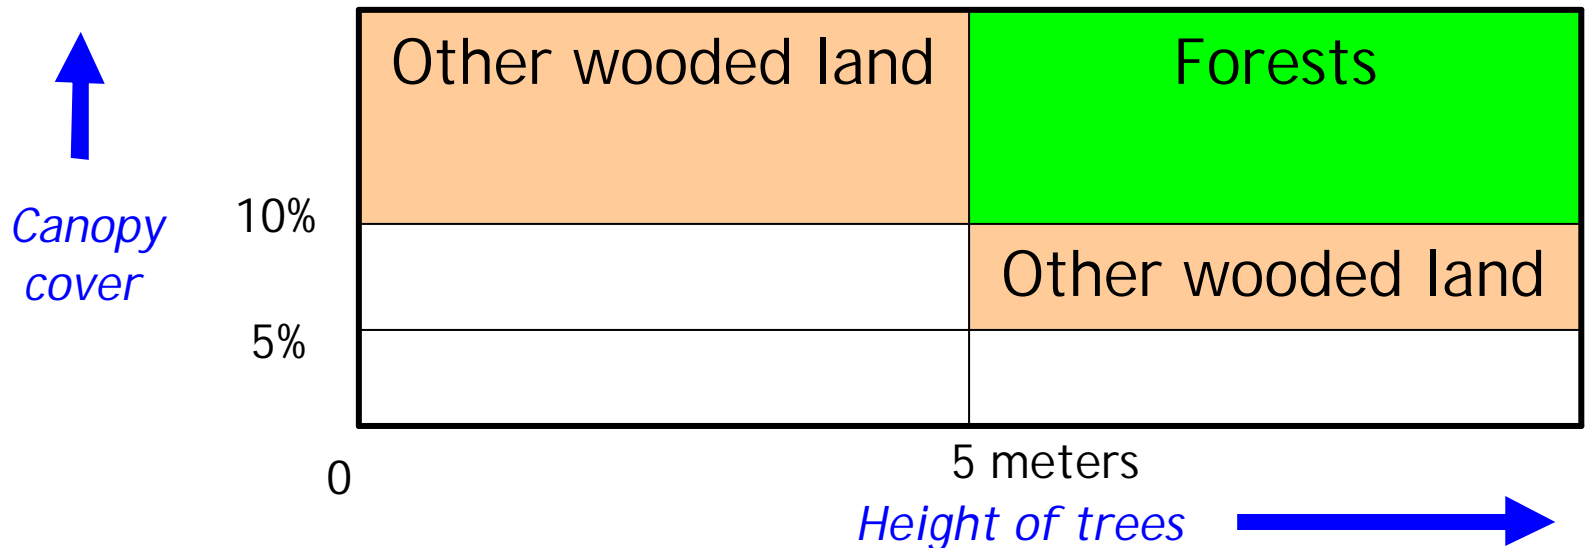 Other wooded land
Forests
Canopy
cover
10%
Other wooded land
5%
0
5 meters
Height of trees